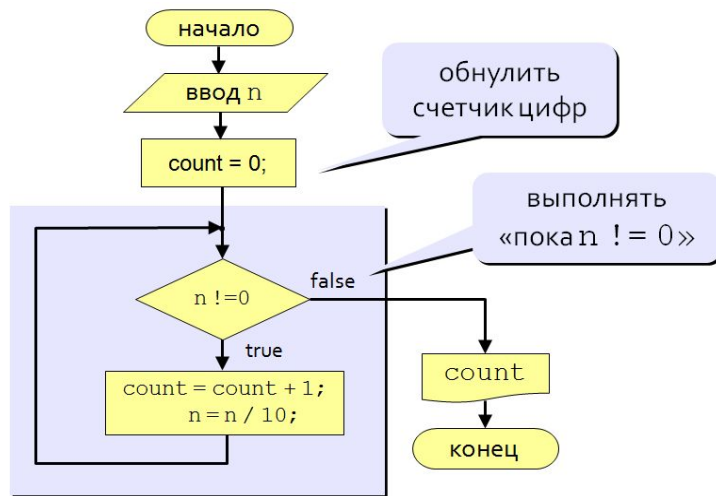 начало
ввод n
count = 0;
обнулить
счетчик цифр
выполнять
«пока n != 0»
n !=0
false
true
count = count + 1;
n = n / 10;
count
конец